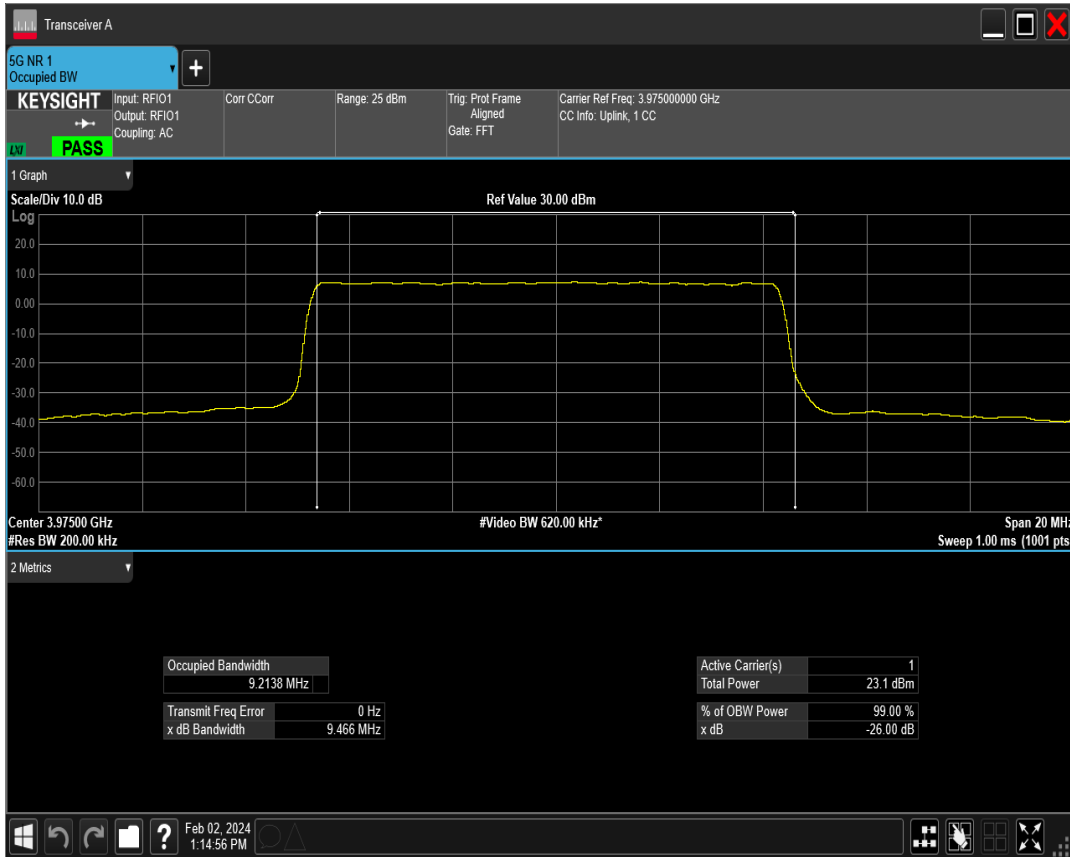 Transceiver A
5G NR 1
Occupied BW
KEYSIGHT
LXI
PASS
Input: RFIO1
Output: RFIO1
Coupling: AC
Corr CCorr
Range: 25 dBm
Trig: Prot Frame
Aligned
Gate: FFT
Carrier Ref Freq: 3.975000000 GHz
CC Info: Uplink, 1 CC
1 Graph
Scale/Div 10.0 dB
Ref Value 30.00 dBm
Log
20.0
10.0
0.00
-10.0
-20.0
-30.0
-40.0
-50.0
-60.0
Center 3.97500 GHz
#Video BW 620.00 kHz*
Span 20 MHz
#Res BW 200.00 kHz
Sweep 1.00 ms (1001 pts
2 Metrics
Occupied Bandwidth
9.2138 MHz
Transmit Freq Error 0 Hz
x dB Bandwidth 9.466 MHz
Active Carrier(s) 1
Total Power 23.1 dBm
% of OBW Power 99.00 %
x dB -26.00 dB
?
Feb 02, 2024
1:14:56 PM